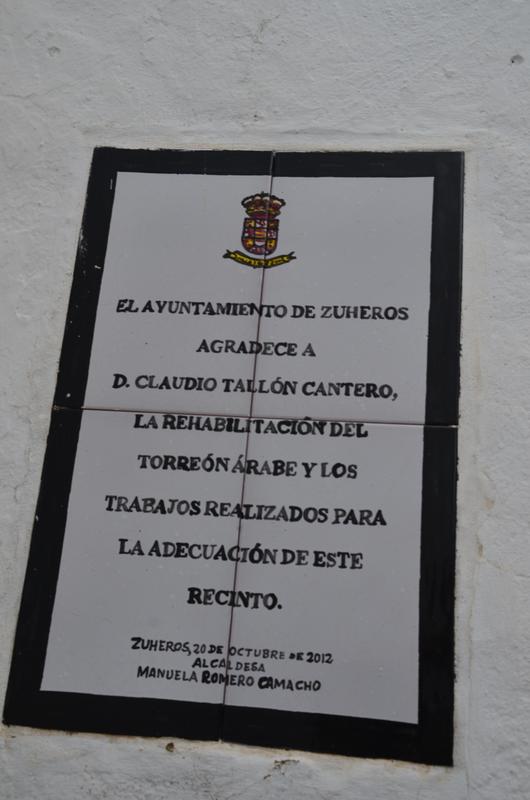 EL AYUNTAMIENTO DE ZUHEROS
AGRADECE A
D. CLAUDIO TALLÓN CANTERO,
LA REHABILITACIÓN DEL
TORREÓN ÁRABE Y LOS
TRABAJOS REALIZADOS PARA
LA ADECUACIÓN DE ESTE
RECINTO.
ZUHEROS, 20 DE OCTUBRE DE 2012
ALCALDESA
MANUELA ROMERO CAMACHO